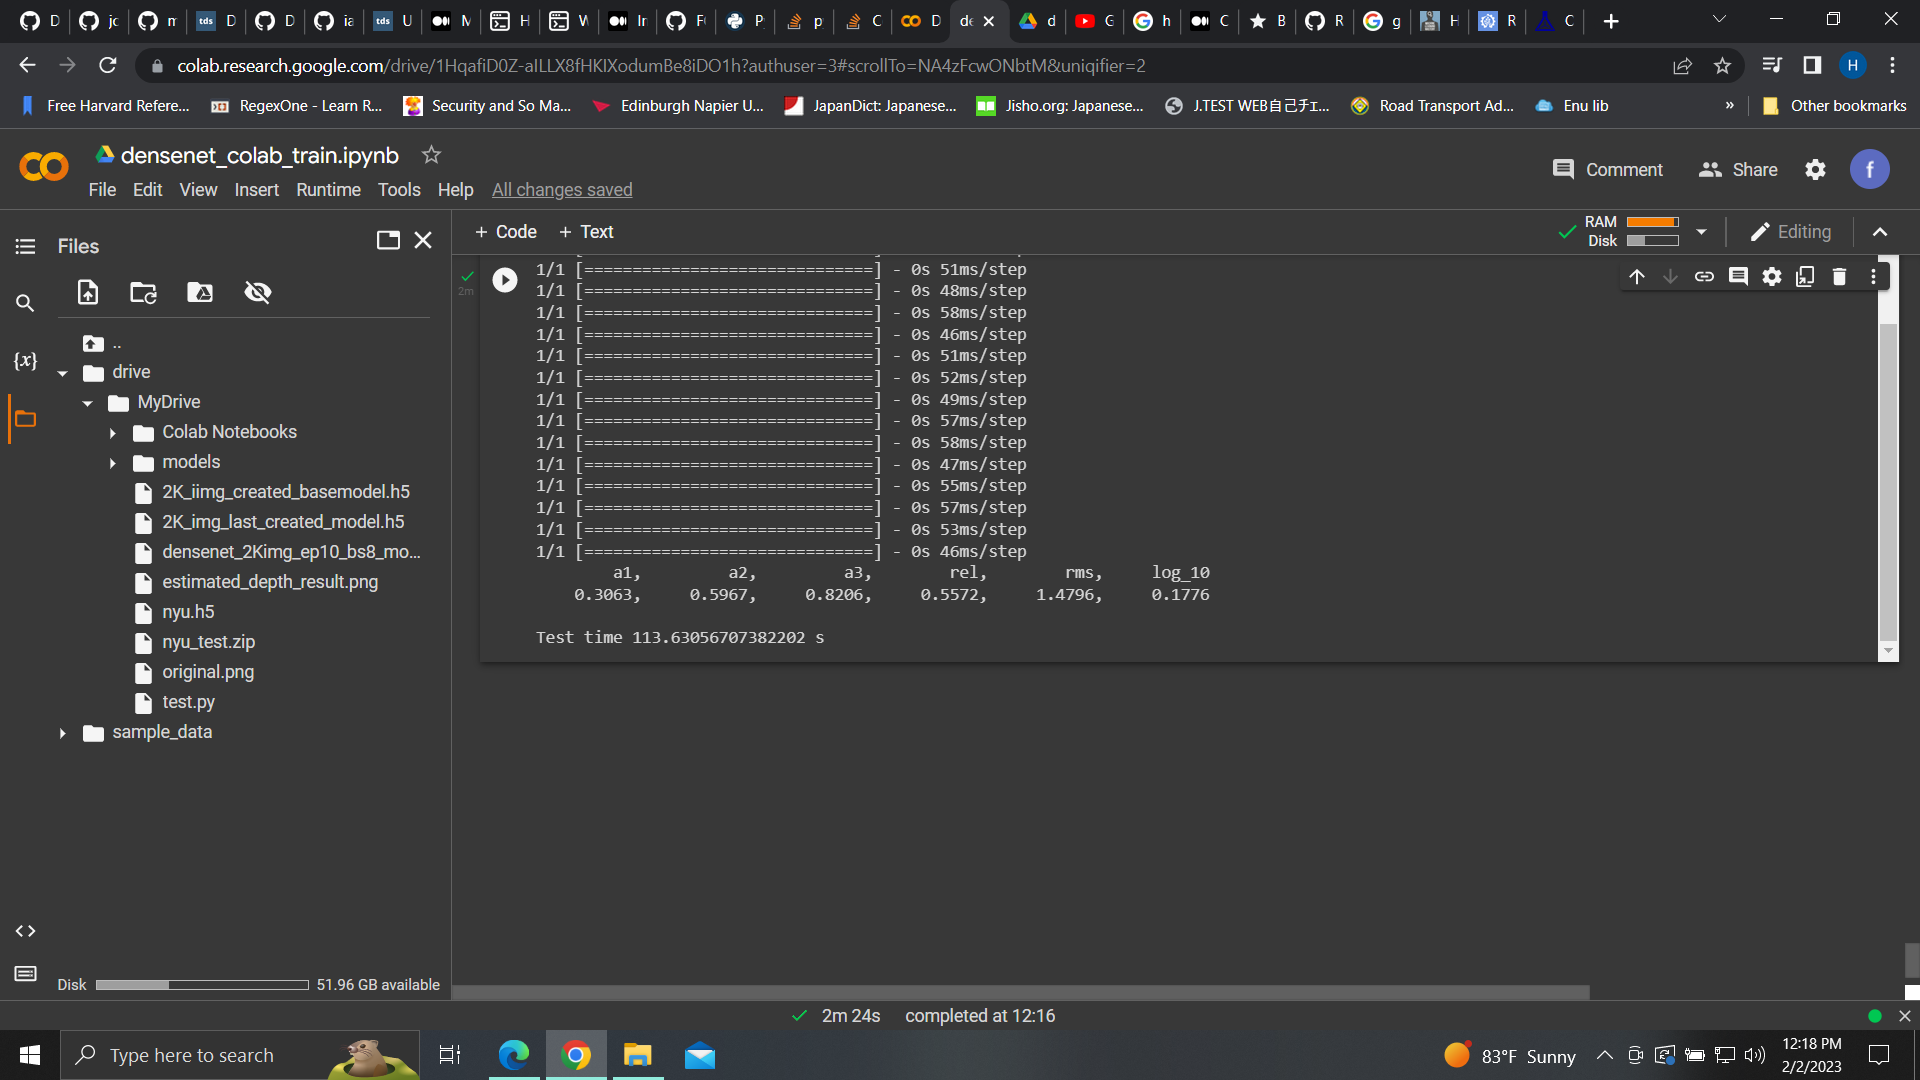 D
jc
m
tds D
D
ia
tds U
M
H
W
In
F
P
p
C
D
de
d
G
h
C
B
R
g
H
R
C
colab.research.google.com/drive/1HqafiD0Z-aILLX8fHKIXodumBe8iDO1h?authuser=3#scrollTo=NA4zFcwONbtM&uniqifier=2
H
Free Harvard Refere...
RegexOne - Learn R...
Security and So Ma...
Edinburgh Napier U...
JapanDict: Japanese...
Jisho.org: Japanese...
J.TEST WEB自己チェ...
Road Transport Ad...
Enu lib
»
Other bookmarks
densenet_colab_train.ipynb
Comment
Share
f
File Edit View Insert Runtime Tools Help All changes saved
Files
+ Code + Text
RAM
Disk
Editing
..
drive
MyDrive
Colab Notebooks
models
2K_iimg_created_basemodel.h5
2K_img_last_created_model.h5
densenet_2Kimg_ep10_bs8_mo...
estimated_depth_result.png
nyu.h5
nyu_test.zip
original.png
test.py
sample_data
{x}
Disk 51.96 GB available
2m
1/1 [==============================] - 0s 51ms/step
1/1 [==============================] - 0s 48ms/step
1/1 [==============================] - 0s 58ms/step
1/1 [==============================] - 0s 46ms/step
1/1 [==============================] - 0s 51ms/step
1/1 [==============================] - 0s 52ms/step
1/1 [==============================] - 0s 49ms/step
1/1 [==============================] - 0s 57ms/step
1/1 [==============================] - 0s 58ms/step
1/1 [==============================] - 0s 47ms/step
1/1 [==============================] - 0s 55ms/step
1/1 [==============================] - 0s 57ms/step
1/1 [==============================] - 0s 53ms/step
1/1 [==============================] - 0s 46ms/step
a1, a2, a3, rel, rms, log_10
0.3063, 0.5967, 0.8206, 0.5572, 1.4796, 0.1776
Test time 113.63056707382202 s
2m 24s completed at 12:16
Type here to search
83°F Sunny
12:18 PM
2/2/2023